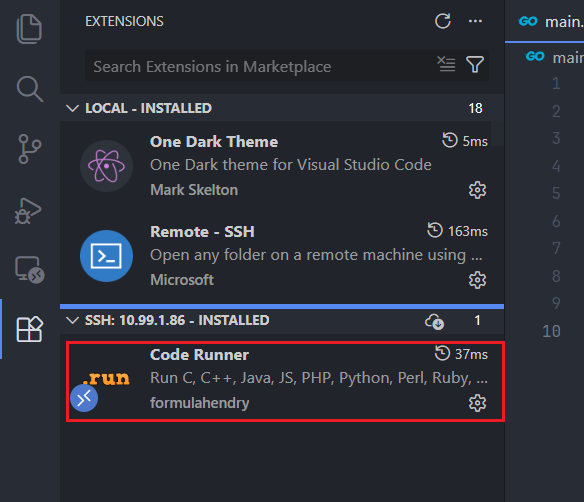 EXTENSIONS
main.
Search Extensions in Marketplace
main
LOCAL - INSTALLED
18
One Dark Theme
5ms
One Dark theme for Visual Studio Code
Mark Skelton
Remote - SSH
163ms
Open any folder on a remote machine using ...
Microsoft
SSH: 10.99.1.86 - INSTALLED
1
.run
Code Runner
37ms
Run C, C++, Java, JS, PHP, Python, Perl, Ruby, ...
formulahendry
GO
GO
1
2
3
4
5
6
7
8
9
10